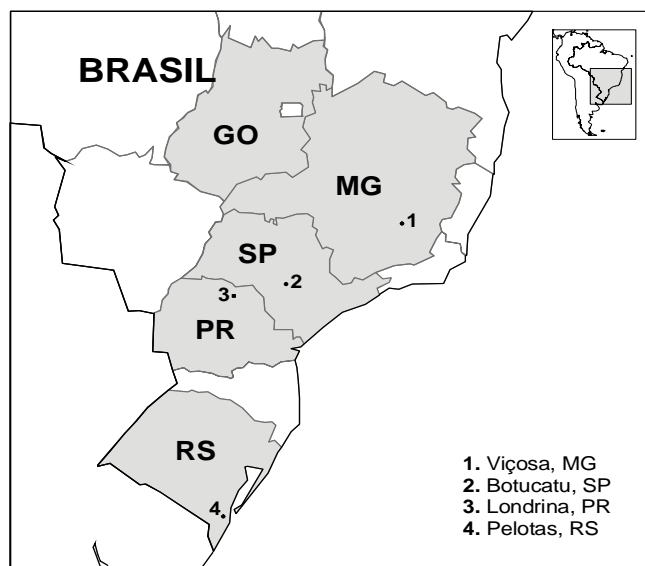 BRASIL
GO
MG
1
SP
2
3
PR
RS
4
1. Viçosa, MG
2. Botucatu, SP
3. Londrina, PR
4. Pelotas, RS